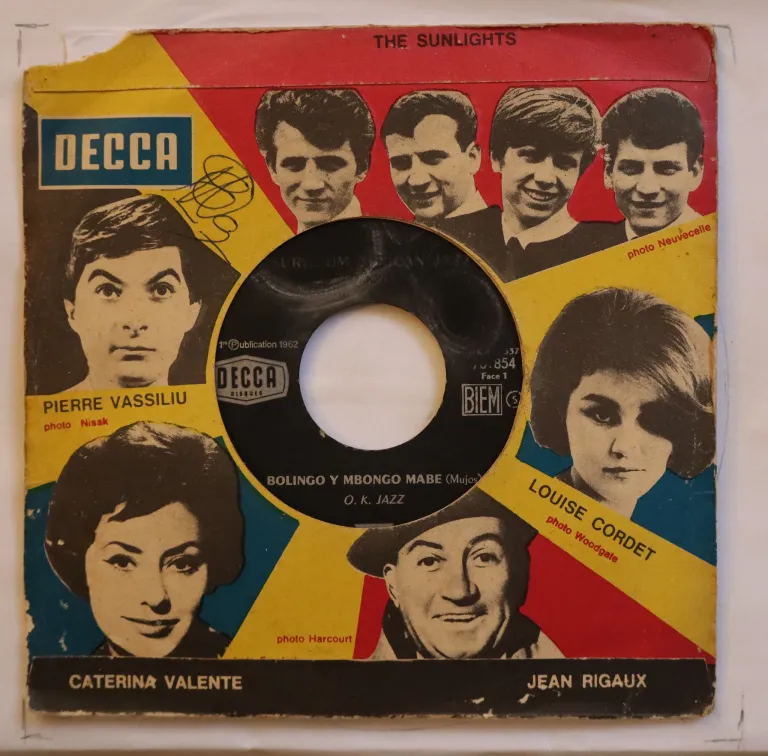 THE SUNLIGHTS
DECCA
photo Neuvecelle
1re Ⓟublication 1962
DECCA
DISQUES
.854
Face 1
BIEM
S
PIERRE VASSILIU
photo Nisak
BOLINGO Y MBONGO MABE (Mujos)
O. K. JAZZ
LOUISE CORDET
photo Woodgate
photo Harcourt
CATERINA VALENTE
JEAN RIGAUX